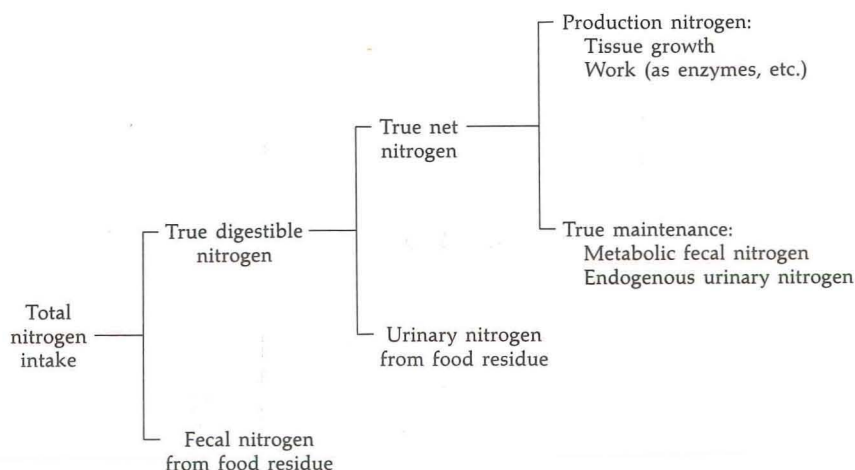 Production nitrogen:
Tissue growth
Work (as enzymes, etc.)
True net
nitrogen
True maintenance:
Metabolic fecal nitrogen
Endogenous urinary nitrogen
True digestible
nitrogen
Urinary nitrogen
from food residue
Total
nitrogen
intake
Fecal nitrogen
from food residue